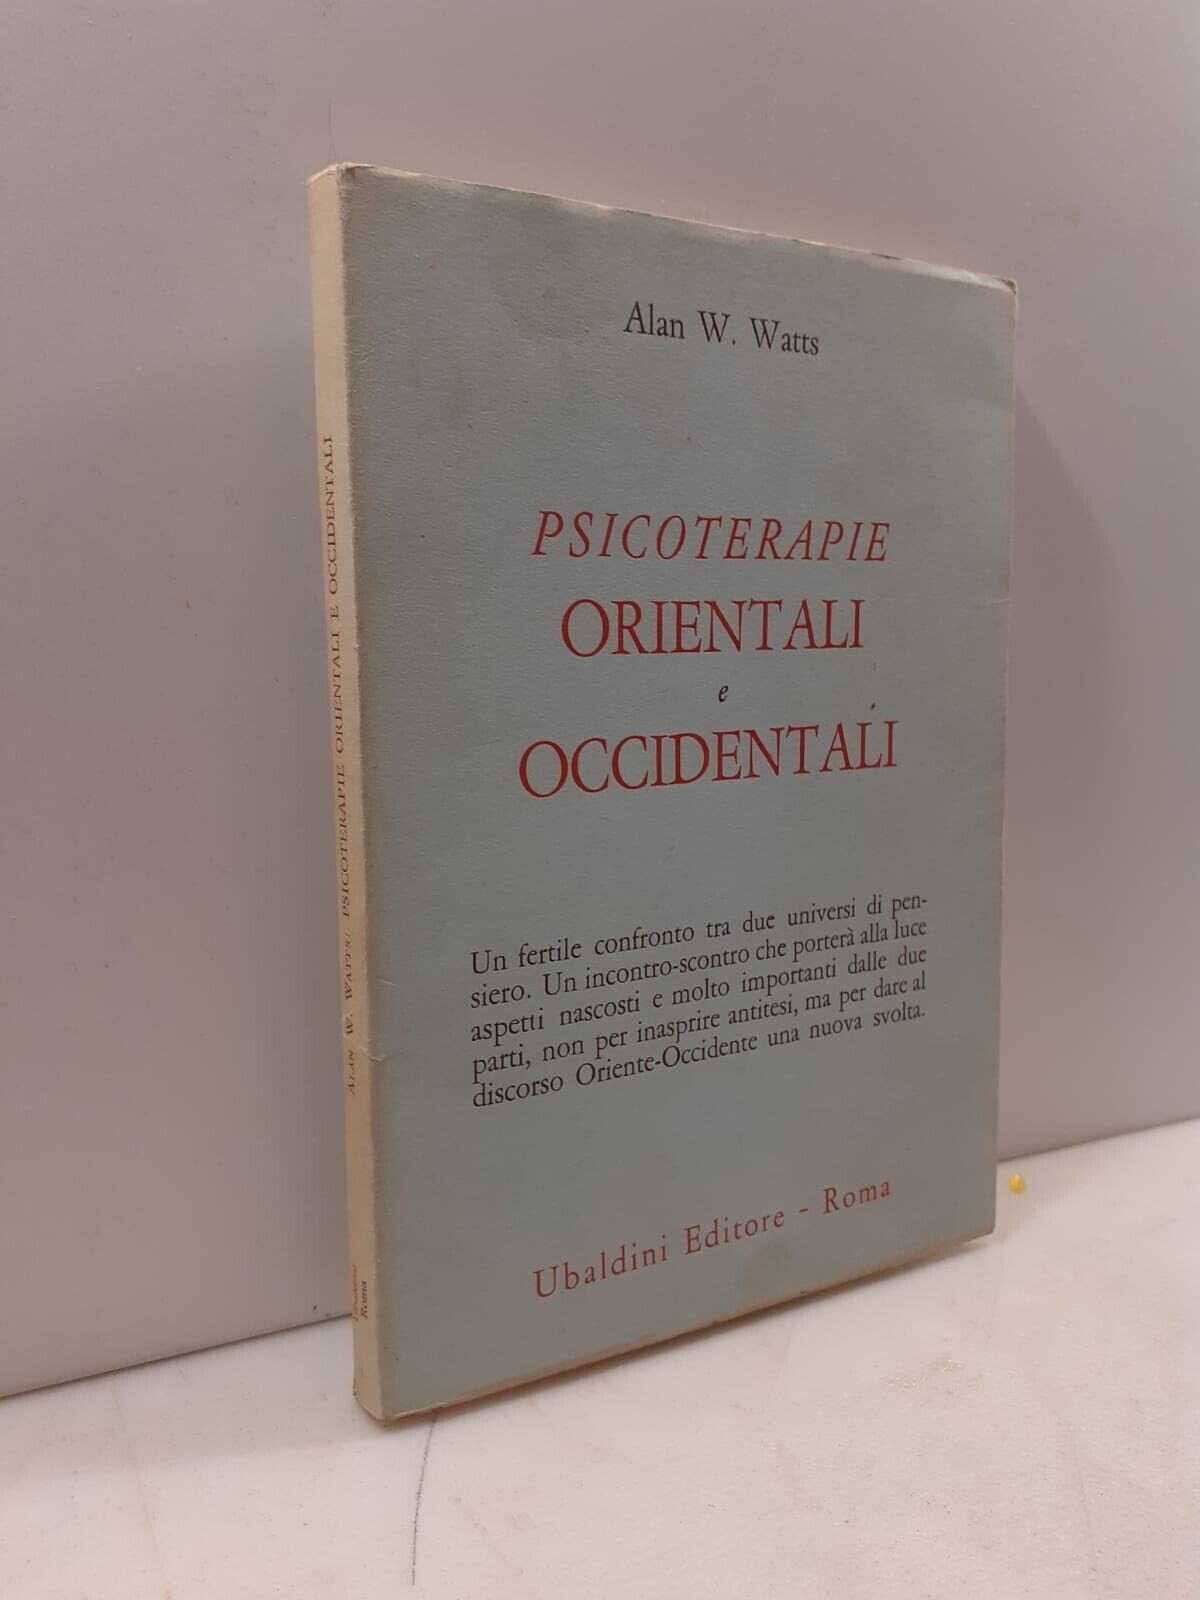 Alan W. Watts
PSICOTERAPIE
ORIENTALI
e
OCCIDENTALI
Un fertile confronto tra due universi di pen-
siero. Un incontro-scontro che porterà alla luce
aspetti nascosti e molto importanti dalle due
parti, non per inasprire antitesi, ma per dare al
discorso Oriente-Occidente una nuova svolta.
Ubaldini Editore - Roma
ALAN W. WATTS: PSICOTERAPIE ORIENTALI E OCCIDENTALI
Ubaldini
Roma